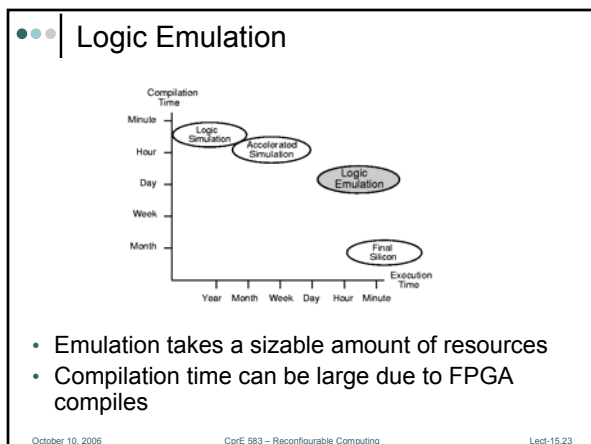 Logic Emulation
Compilation
Time
Minute
Hour
Day
Week
Month
Logic
Simulation
Accelerated
Simulation
Logic
Emulation
Final
Silicon
Execution
Time
Year Month Week Day Hour Minute
• Emulation takes a sizable amount of resources
• Compilation time can be large due to FPGA
compiles
October 10, 2006 CprE 583 – Reconfigurable Computing Lect-15.23